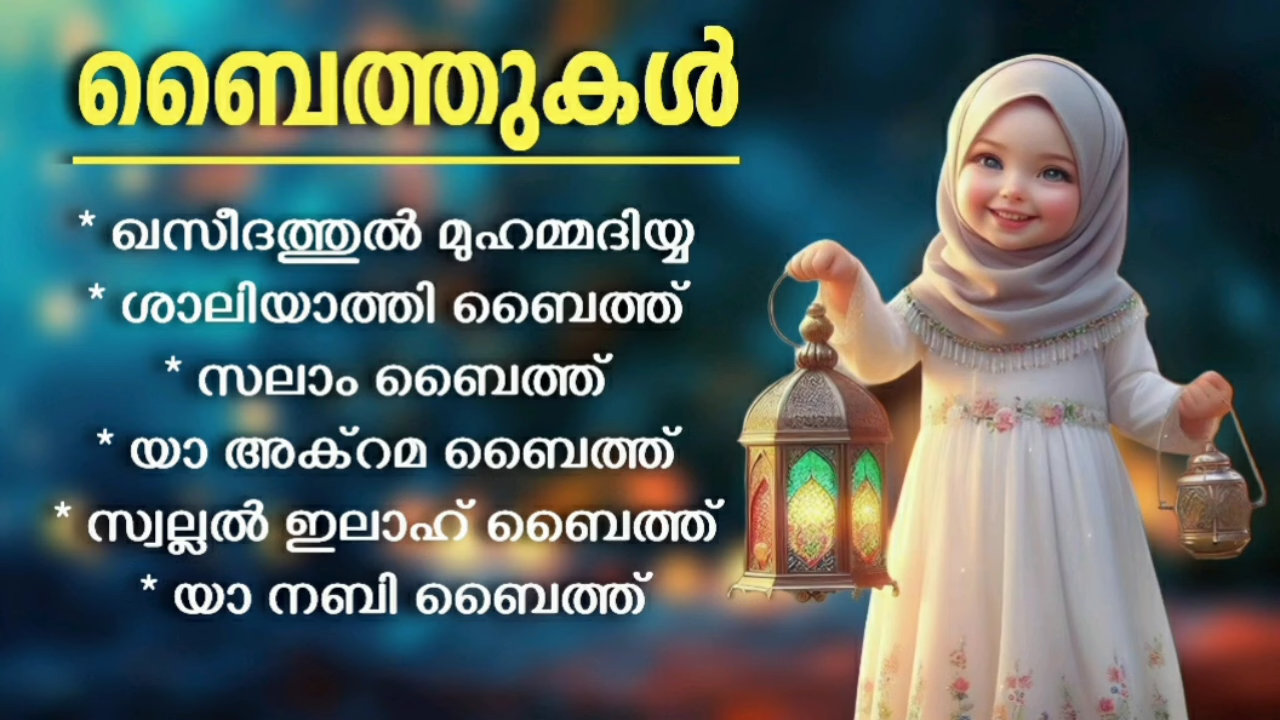 ബൈത്തുകൾ
* ഖസീദത്തുൽ മുഹമ്മദിയ്യ
* ശാലിയാത്തി ബൈത്ത്
* സലാം ബൈത്ത്
* യാ അക്റമ ബൈത്ത്
* സ്വല്ലൽ ഇലാഹ് ബൈത്ത്
* യാ നബി ബൈത്ത്